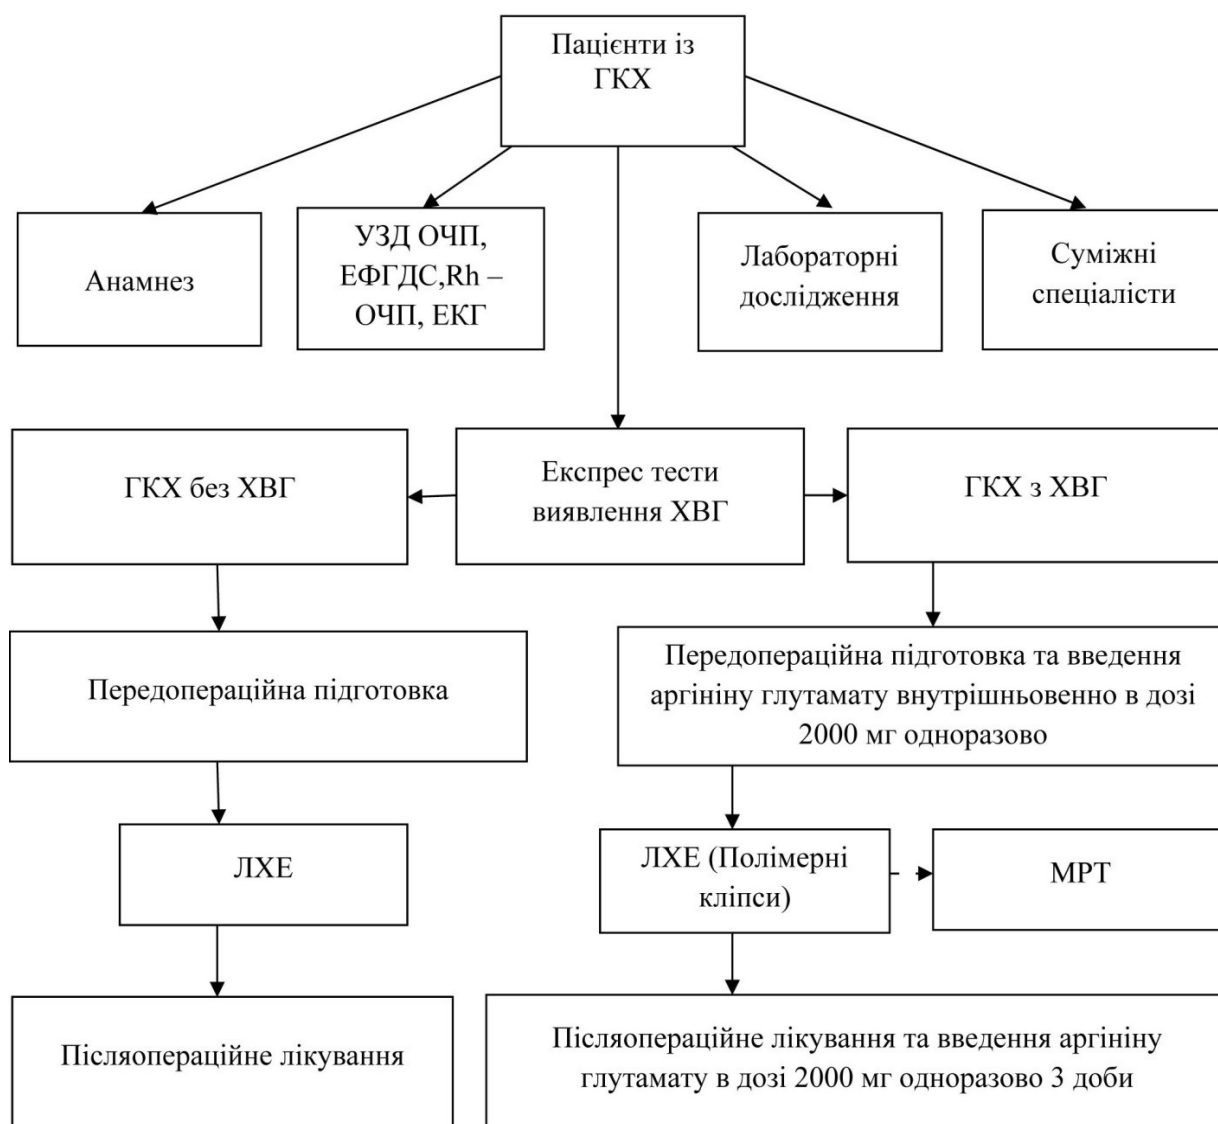 Пацієнти із
ГКХ
Анамнез
УЗД ОЧП,
ЕФГДС,Rh –
ОЧП, ЕКГ
Лабораторні
дослідження
Суміжні
спеціалісти
ГКХ без ХВГ
Експрес тести
виявлення ХВГ
ГКХ з ХВГ
Передопераційна підготовка
Передопераційна підготовка та введення
аргініну глутамату внутрішньовенно в дозі
2000 мг одноразово
ЛХЕ
ЛХЕ (Полімерні
кліпси)
МРТ
Післяопераційне лікування
Післяопераційне лікування та введення аргініну
глутамату в дозі 2000 мг одноразово 3 доби